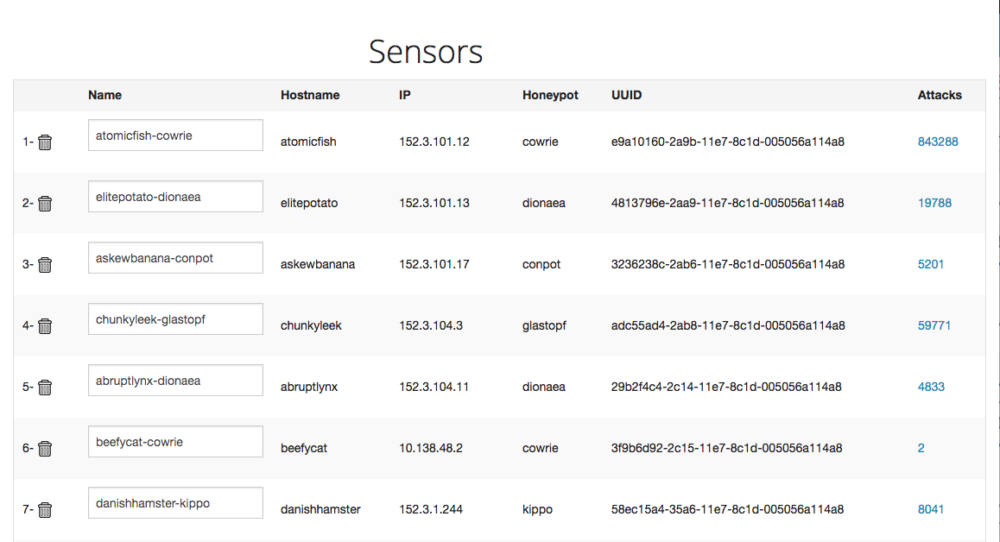 Sensors
Name Hostname IP Honeypot UUID Attacks
1- atomicfish-cowrie atomicfish 152.3.101.12 cowrie e9a10160-2a9b-11e7-8c1d-005056a114a8 843288
2- elitepotato-dionaea elitepotato 152.3.101.13 dionaea 4813796e-2aa9-11e7-8c1d-005056a114a8 19788
3- askewbanana-conpot askewbanana 152.3.101.17 conpot 3236238c-2ab6-11e7-8c1d-005056a114a8 5201
4- chunkyleek-glastopf chunkyleek 152.3.104.3 glastopf adc55ad4-2ab8-11e7-8c1d-005056a114a8 59771
5- abruptlynx-dionaea abruptlynx 152.3.104.11 dionaea 29b2f4c4-2c14-11e7-8c1d-005056a114a8 4833
6- beefycat-cowrie beefycat 10.138.48.2 cowrie 3f9b6d92-2c15-11e7-8c1d-005056a114a8 2
7- danishhamster-kippo danishhamster 152.3.1.244 kippo 58ec15a4-35a6-11e7-8c1d-005056a114a8 8041